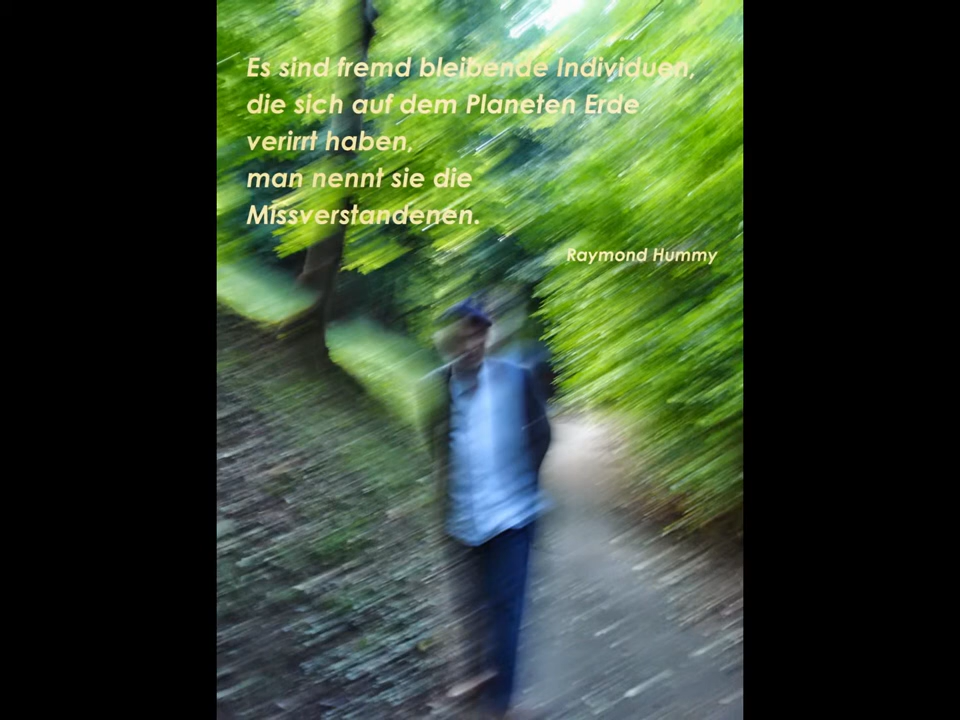 Es sind fremd bleibende Individuen,
die sich auf dem Planeten Erde
verirrt haben,
man nennt sie die
Missverstandenen.
Raymond Hummy